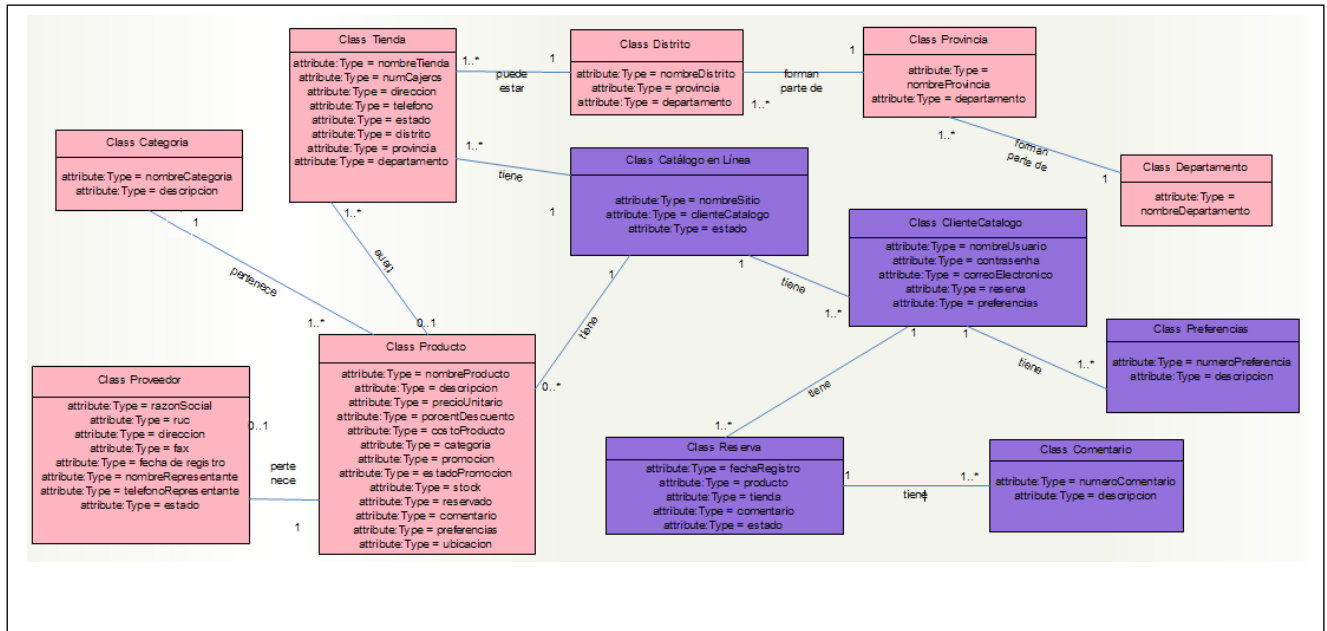 Class Tienda
attribute:Type = nombreTienda
attribute:Type = numCajeros
attribute:Type = direccion
attribute:Type = telefono
attribute:Type = estado
attribute:Type = distrito
attribute:Type = provincia
attribute:Type = departamento
1..*
puede
estar
1
Class Distrito
attribute:Type = nombreDistrito
attribute:Type = provincia
attribute:Type = departamento
forman
parte de
1..*
1
Class Provincia
attribute:Type =
nombreProvincia
attribute:Type = departamento
1..*
forman
parte de
1
Class Departamento
attribute:Type =
nombreDepartamento
Class Categoria
attribute:Type = nombreCategoria
attribute:Type = descripcion
1
pertenece
1..*
1..*
tiene
0..1
1..*
tiene
1
Class Catálogo en Línea
attribute:Type = nombreSitio
attribute:Type = clienteCatalogo
attribute:Type = estado
1
tiene
0..*
1
tiene
1..*
Class ClienteCatalogo
attribute:Type = nombreUsuario
attribute:Type = contrasenha
attribute:Type = correoElectronico
attribute:Type = reserva
attribute:Type = preferencias
1
tiene
1..*
1
tiene
1..*
Class Preferencias
attribute:Type = numeroPreferencia
attribute:Type = descripcion
Class Proveedor
attribute:Type = razonSocial
attribute:Type = ruc
attribute:Type = direccion
attribute:Type = fax
attribute:Type = fecha de registro
attribute:Type = nombreRepresentante
attribute:Type = telefonoRepresentante
attribute:Type = estado
0..1
perte
nece
1
Class Producto
attribute:Type = nombreProducto
attribute:Type = descripcion
attribute:Type = precioUnitario
attribute:Type = porcentDescuento
attribute:Type = costoProducto
attribute:Type = categoria
attribute:Type = promocion
attribute:Type = estadoPromocion
attribute:Type = stock
attribute:Type = reservado
attribute:Type = comentario
attribute:Type = preferencias
attribute:Type = ubicacion
Class Reserva
attribute:Type = fechaRegistro
attribute:Type = producto
attribute:Type = tienda
attribute:Type = comentario
attribute:Type = estado
1
tiene
1..*
Class Comentario
attribute:Type = numeroComentario
attribute:Type = descripcion